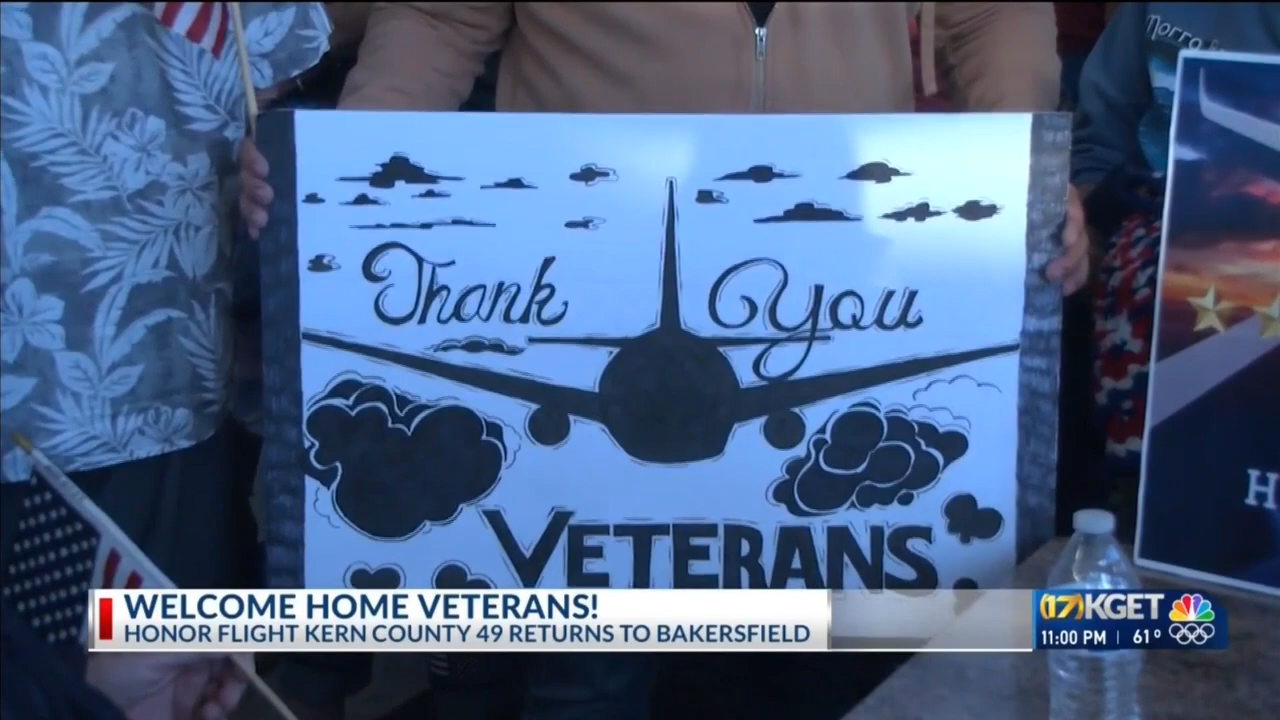 Morro
Thank You
VETERANS
H
WELCOME HOME VETERANS!
HONOR FLIGHT KERN COUNTY 49 RETURNS TO BAKERSFIELD
17 KGET
11:00 PM | 61°